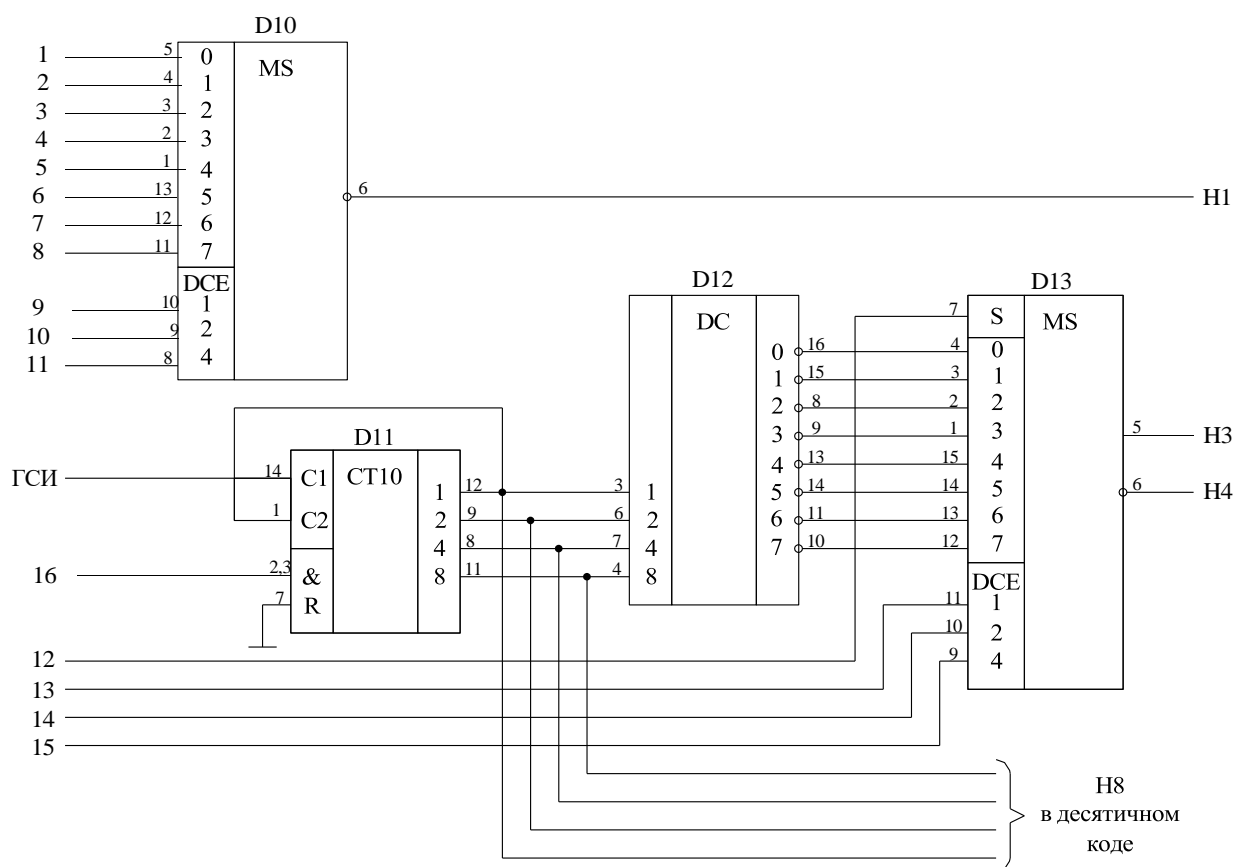 D10
1 5 0 MS
2 4 1
3 3 2
4 2 3
5 1 4
6 13 5 6 H1
7 12 6
8 11 7
DCE
9 10 1
10 9 2
11 8 4
D12
DC
0 16
1 15
2 8
3 9
4 13
5 14
6 11
7 10
3 1
6 2
7 4
4 8
D13
7 S MS
4 0
3 1
2 2
1 3
15 4
14 5
13 6
12 7
DCE
11 1
10 2
9 4
5 H3
6 H4
D11
ГСИ 14 C1 CT10
1 C2
16 2,3 &
7 R
1 12
2 9
4 8
8 11
12
13
14
15
H8
в десятичном
коде